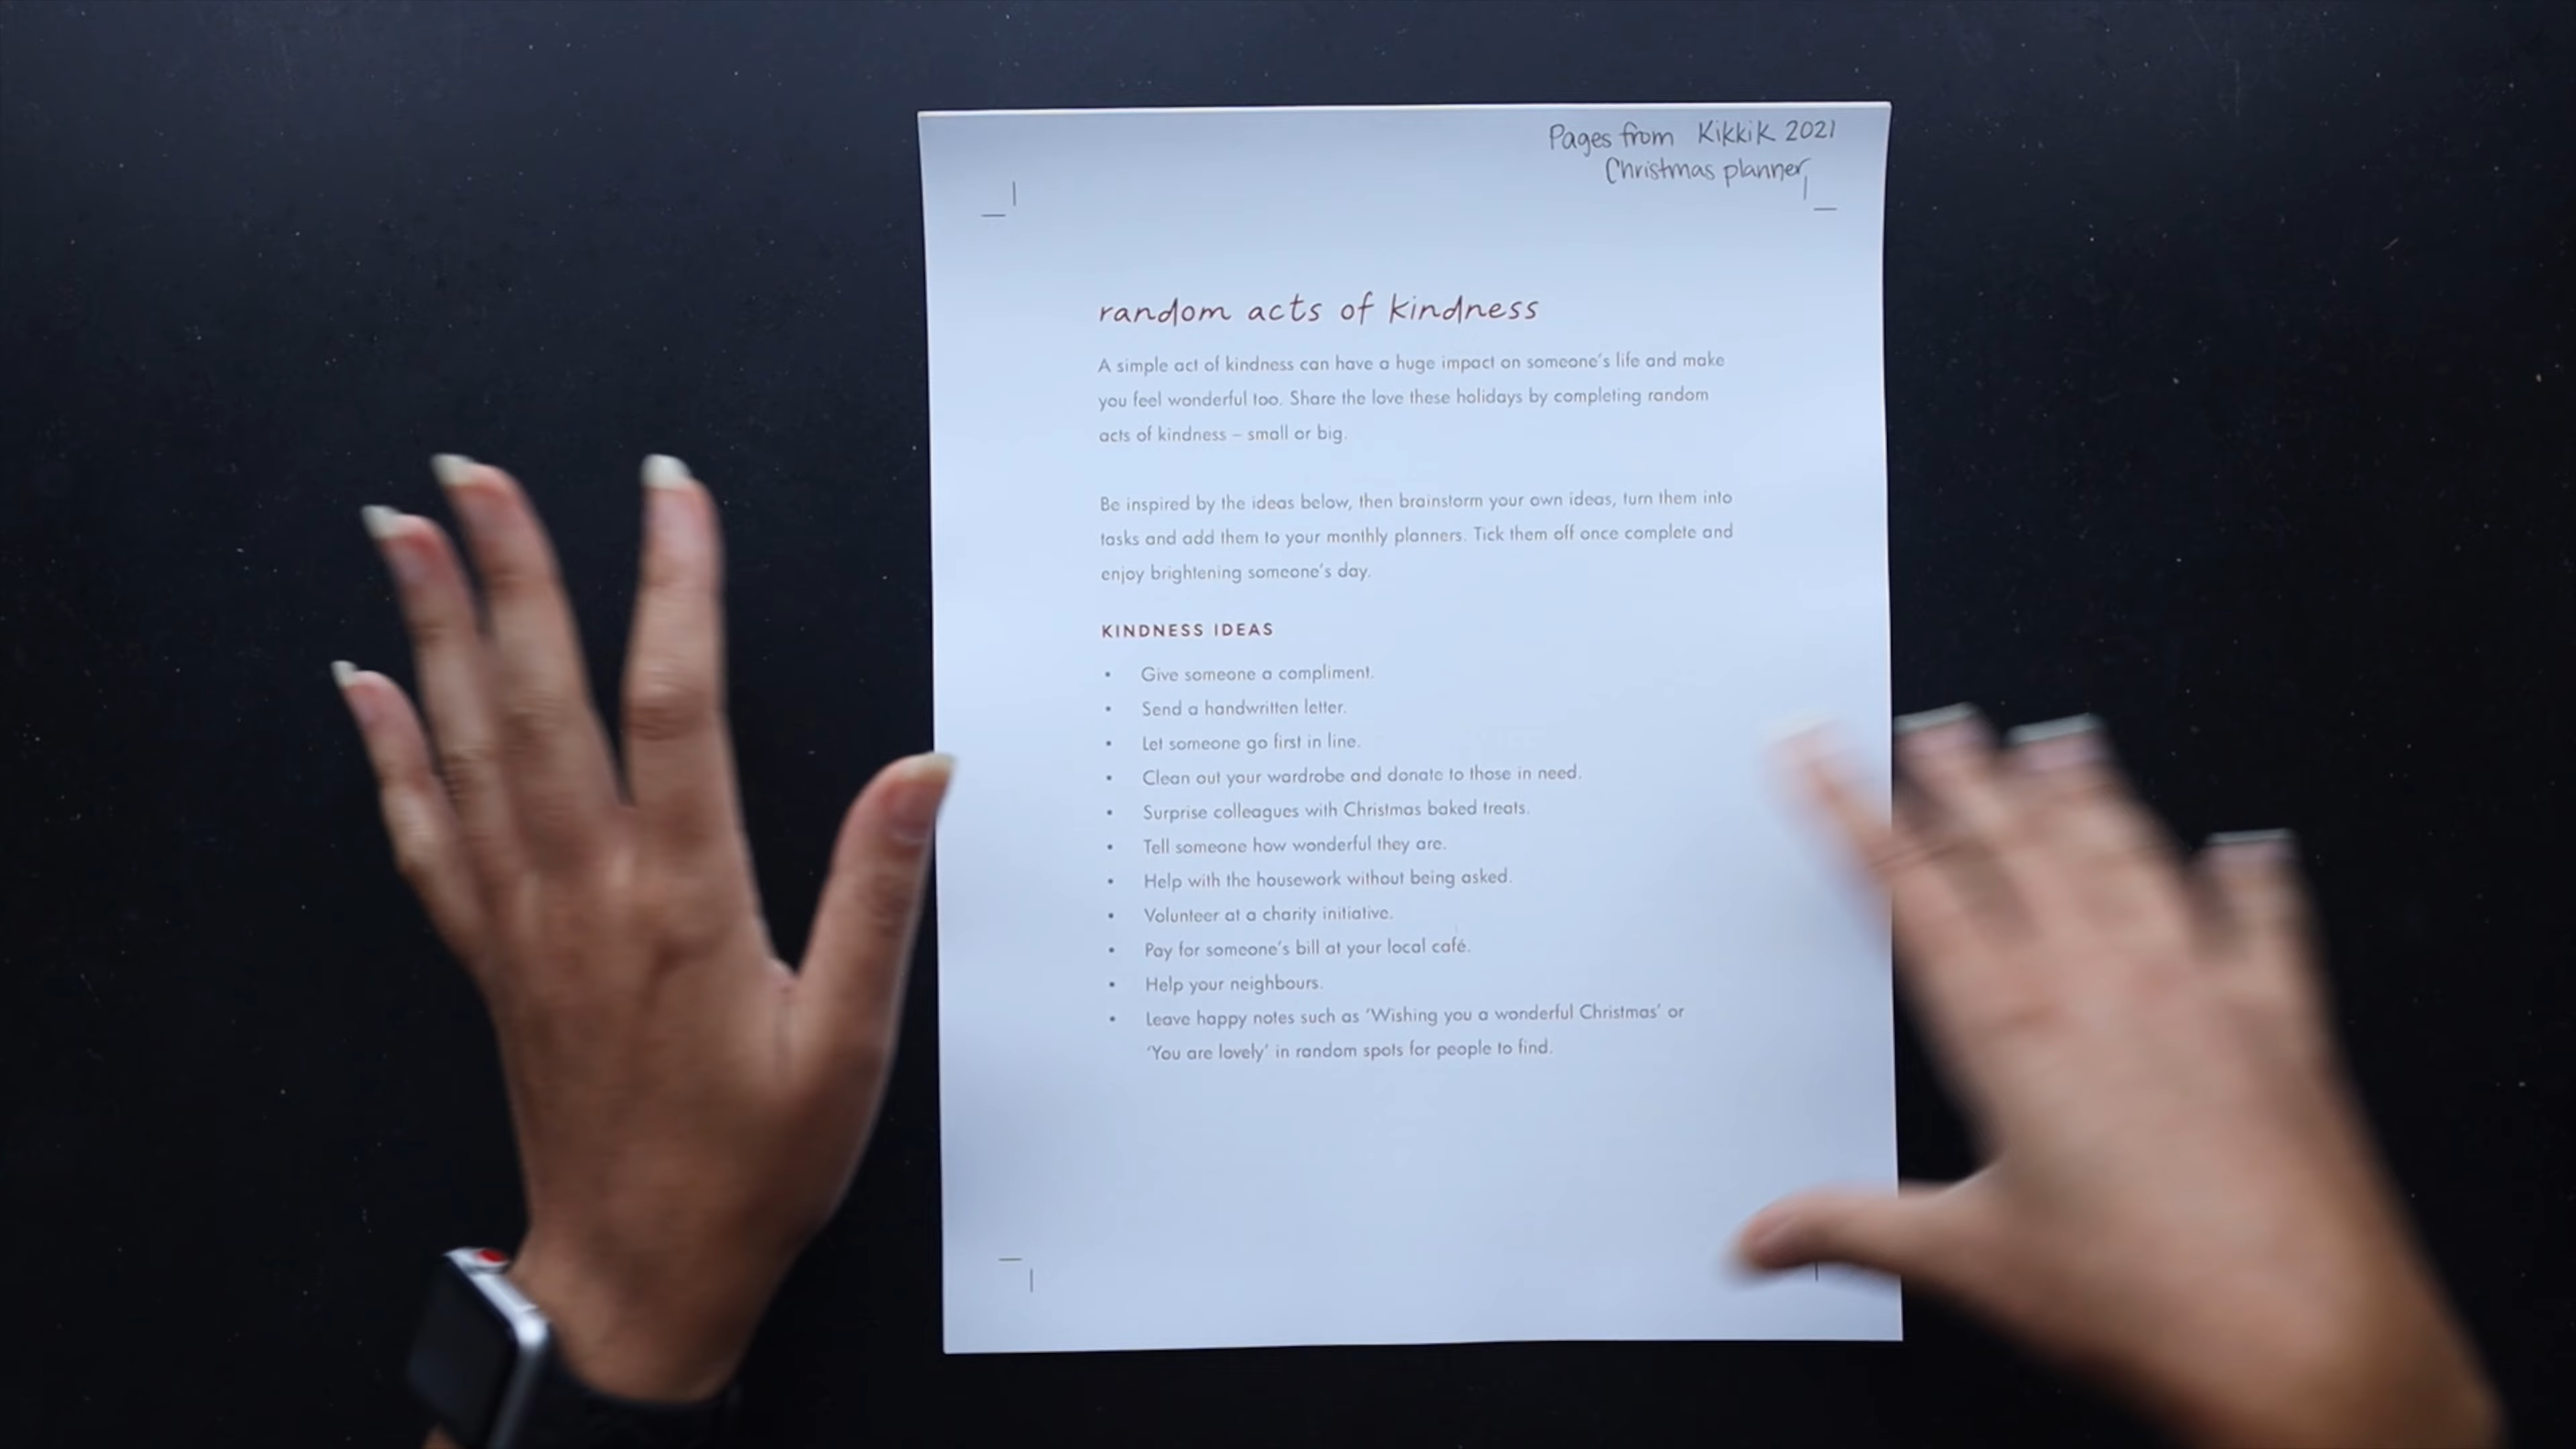 Pages from Kikkik 2021
Christmas planner
random acts of kindness
A simple act of kindness can have a huge impact on someone's life and make
you feel wonderful too. Share the love these holidays by completing random
acts of kindness – small or big.
Be inspired by the ideas below, then brainstorm your own ideas, turn them into
tasks and add them to your monthly planners. Tick them off once complete and
enjoy brightening someone's day.
KINDNESS IDEAS
• Give someone a compliment.
• Send a handwritten letter.
• Let someone go first in line.
• Clean out your wardrobe and donate to those in need.
• Surprise colleagues with Christmas baked treats.
• Tell someone how wonderful they are.
• Help with the housework without being asked.
• Volunteer at a charity initiative.
• Pay for someone's bill at your local café.
• Help your neighbours.
• Leave happy notes such as 'Wishing you a wonderful Christmas' or
'You are lovely' in random spots for people to find.